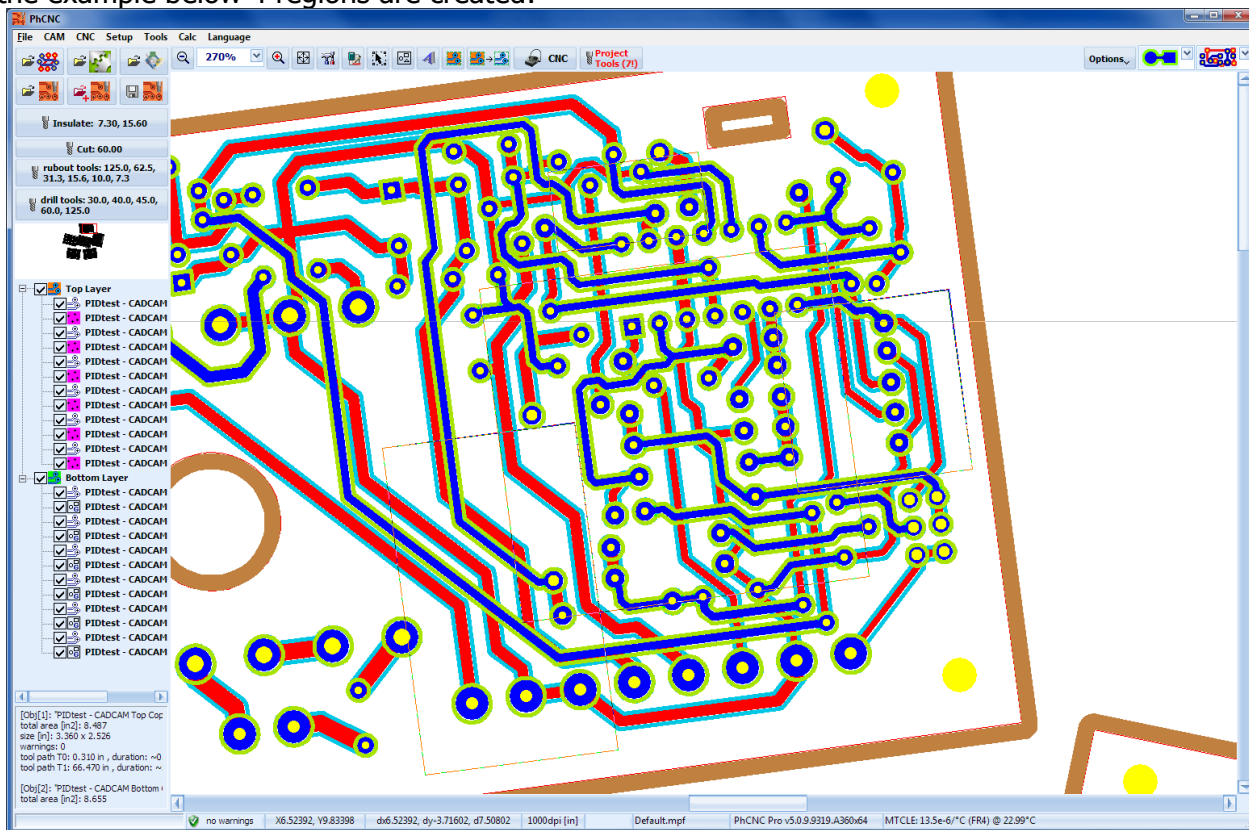 the example below 4 regions are created:
PhCNC
File CAM CNC Setup Tools Calc Language
270% CNC Project Tools (7!) Options
Insulate: 7.30, 15.60
Cut: 60.00
rubout tools: 125.0, 62.5,
31.3, 15.6, 10.0, 7.3
drill tools: 30.0, 40.0, 45.0,
60.0, 125.0
Top Layer
PIDtest - CADCAM
PIDtest - CADCAM
PIDtest - CADCAM
PIDtest - CADCAM
PIDtest - CADCAM
PIDtest - CADCAM
PIDtest - CADCAM
PIDtest - CADCAM
PIDtest - CADCAM
PIDtest - CADCAM
PIDtest - CADCAM
PIDtest - CADCAM
Bottom Layer
PIDtest - CADCAM
PIDtest - CADCAM
PIDtest - CADCAM
PIDtest - CADCAM
PIDtest - CADCAM
PIDtest - CADCAM
PIDtest - CADCAM
PIDtest - CADCAM
PIDtest - CADCAM
PIDtest - CADCAM
PIDtest - CADCAM
PIDtest - CADCAM
[Obj[1]: "PIDtest - CADCAM Top Cop
total area [in2]: 8.487
size [in]: 3.360 x 2.526
warnings: 0
tool path T0: 0.310 in , duration: ~0
tool path T1: 66.470 in , duration: ~
[Obj[2]: "PIDtest - CADCAM Bottom
total area [in2]: 8.655
no warnings X6.52392, Y9.83398 dx6.52392, dy-3.71602, d7.50802 1000dpi [in] Default.mpf PhCNC Pro v5.0.9.9319.A360x64 MTCLE: 13.5e-6/°C (FR4) @ 22.99°C